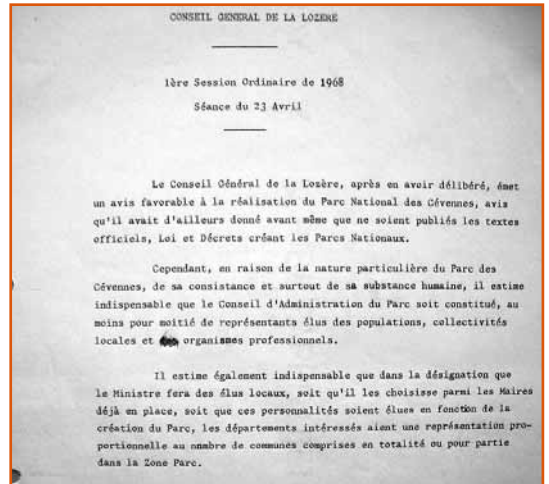 CONSEIL GENERAL DE LA LOZERE
1ère Session Ordinaire de 1968
Séance du 23 Avril
Le Conseil Général de la Lozère, après en avoir délibéré, émet
un avis favorable à la réalisation du Parc National des Cévennes, avis
qu'il avait d'ailleurs donné avant même que ne soient publiés les textes
officiels, Loi et Décrets créant les Parcs Nationaux.
Cependant, en raison de la nature particulière du Parc des
Cévennes, de sa consistance et surtout de sa substance humaine, il estime
indispensable que le Conseil d'Administration du Parc soit constitué, au
moins pour moitié de représentants élus des populations, collectivités
locales et organismes professionnels.
Il estime également indispensable que dans la désignation que
le Ministre fera des élus locaux, soit qu'il les choisisse parmi les Maires
déjà en place, soit que ces personnalités soient élues en fonction de la
création du Parc, les départements intéressés aient une représentation pro-
portionnelle au nombre de communes comprises en totalité ou pour partie
dans la Zone Parc.